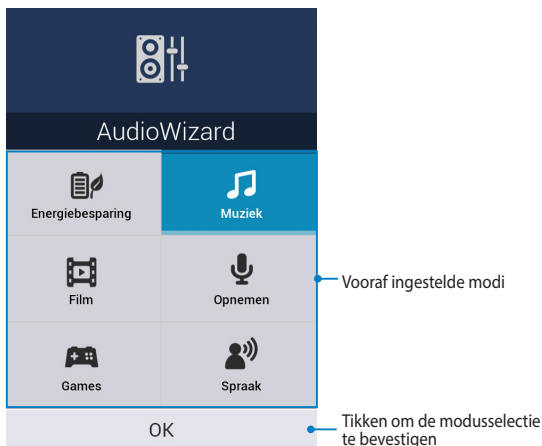 AudioWizard
Energiebesparing
Muziek
Film
Opnemen
Vooraf ingestelde modi
Games
Spraak
OK
Tikken om de modusselectie
te bevestigen